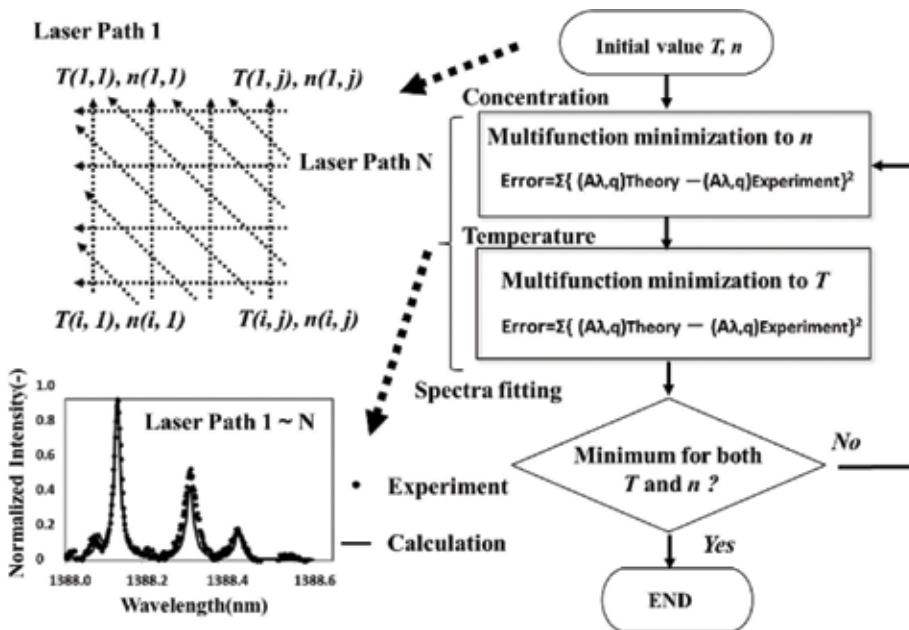 Laser Path 1
T(1,1), n(1,1)
T(1, j), n(1, j)
Laser Path N
T(i, 1), n(i, 1)
T(i, j), n(i, j)
Normalized Intensity(-)
1.0
0.8
0.6
0.4
0.2
0
Laser Path 1 ~ N
1388.0
1388.2
1388.4
1388.6
Wavelength(nm)
Experiment
Calculation
Initial value T, n
Concentration
Multifunction minimization to n
Error=Σ{ (Aλ,q)Theory —(Aλ,q)Experiment}²
Temperature
Multifunction minimization to T
Error=Σ{ (Aλ,q)Theory — (Aλ,q)Experiment}²
Spectra fitting
Minimum for both
T and n ?
No
Yes
END